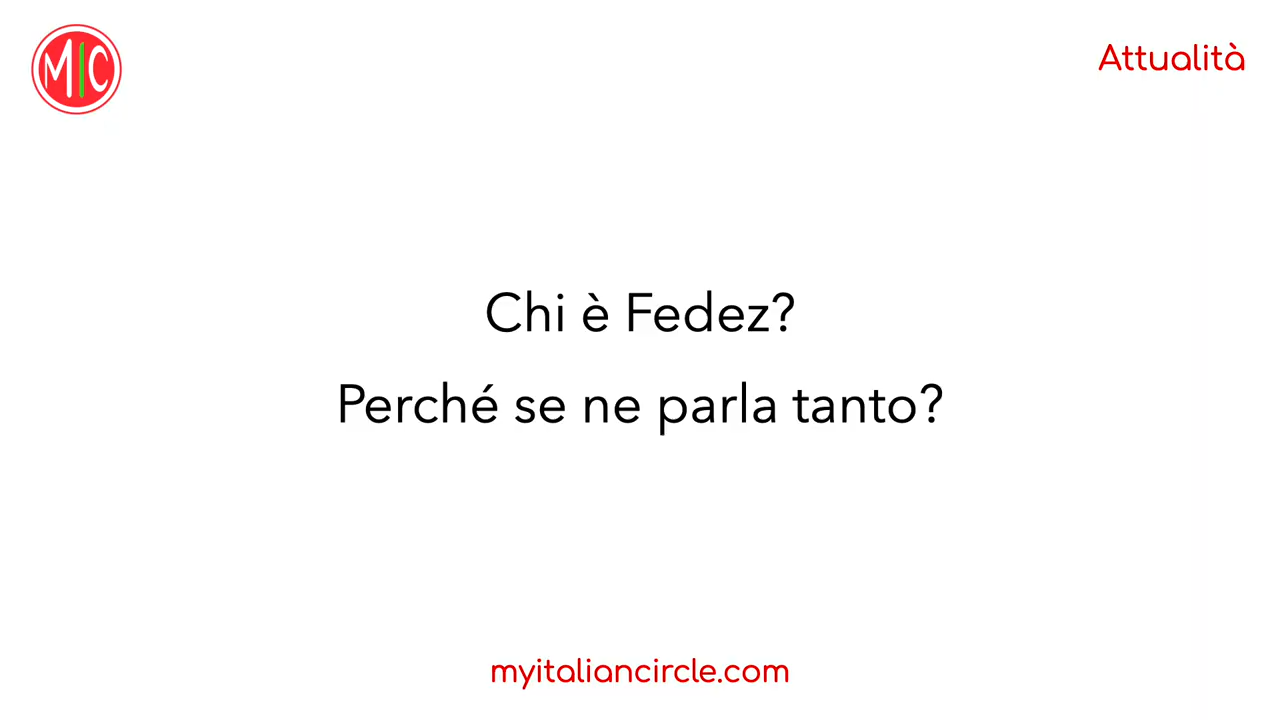 MIC
Attualità
Chi è Fedez?
Perché se ne parla tanto?
myitaliancircle.com